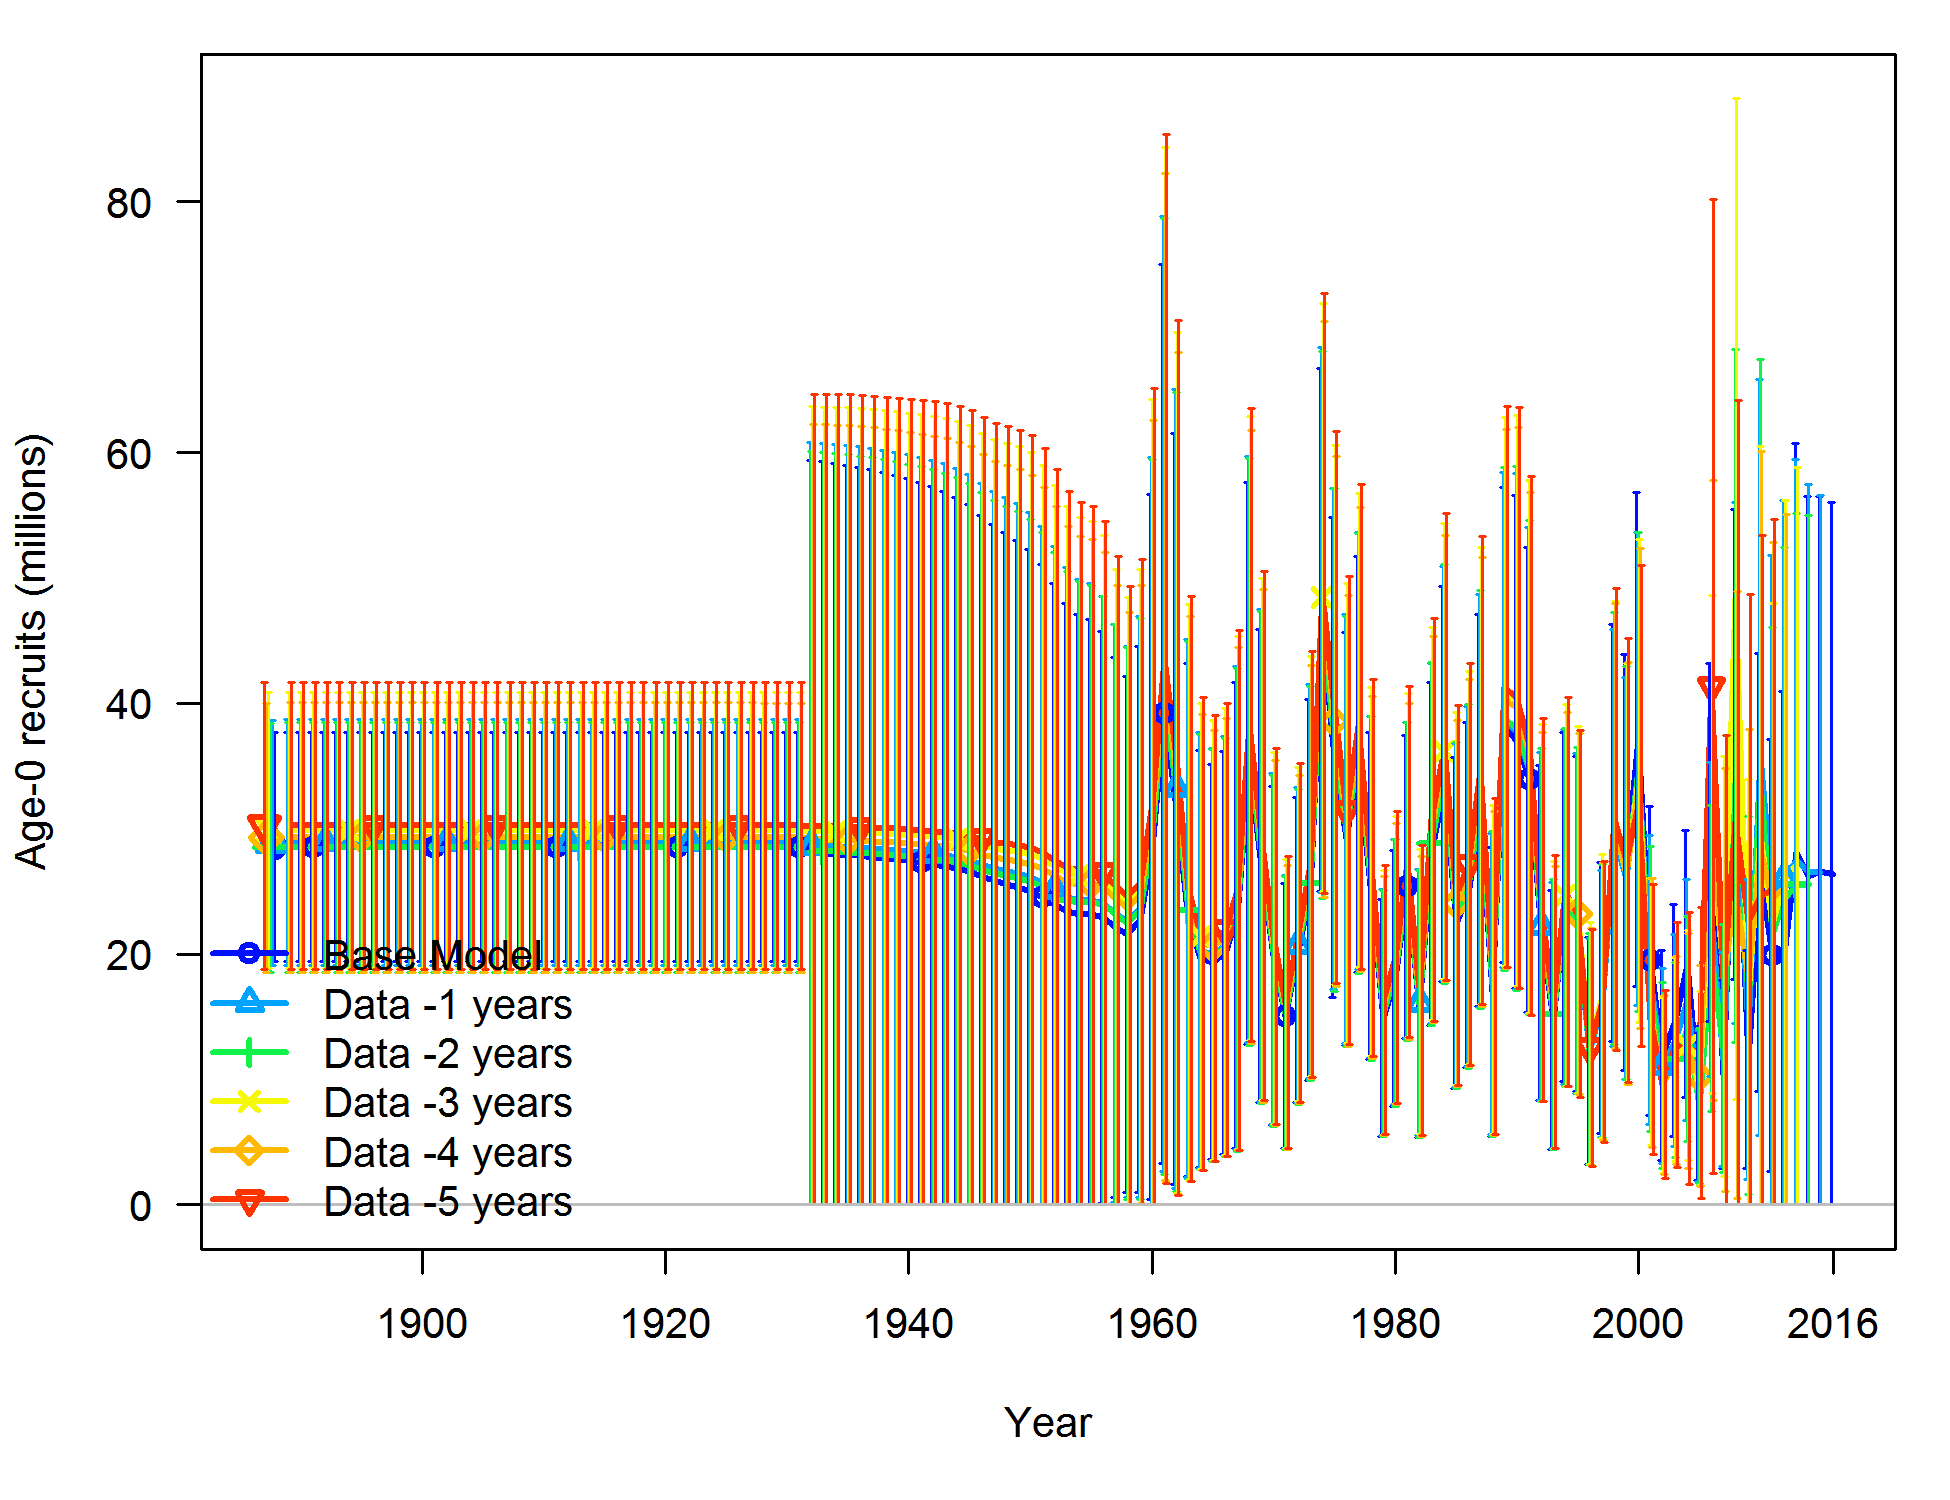 Age-0 recruits (millions)
80
60
40
20
0
Base Model
Data -1 years
Data -2 years
Data -3 years
Data -4 years
Data -5 years
1900 1920 1940 1960 1980 2000 2016
Year